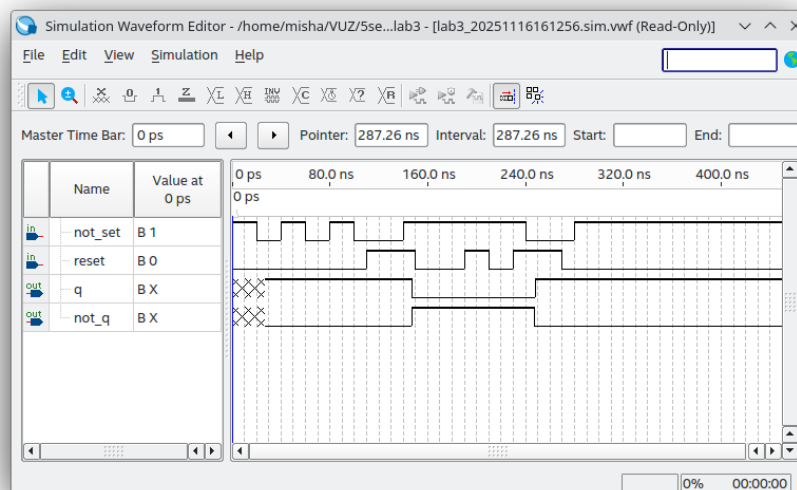 Simulation Waveform Editor - /home/misha/VUZ/5se...lab3 - [lab3_20251116161256.sim.vwf (Read-Only)]
File Edit View Simulation Help
Master Time Bar: 0 ps Pointer: 287.26 ns Interval: 287.26 ns Start: End:
Name Value at 0 ps
0 ps 80.0 ns 160.0 ns 240.0 ns 320.0 ns 400.0 ns
0 ps
in not_set B 1
in reset B 0
out q B X
out not_q B X
0% 00:00:00